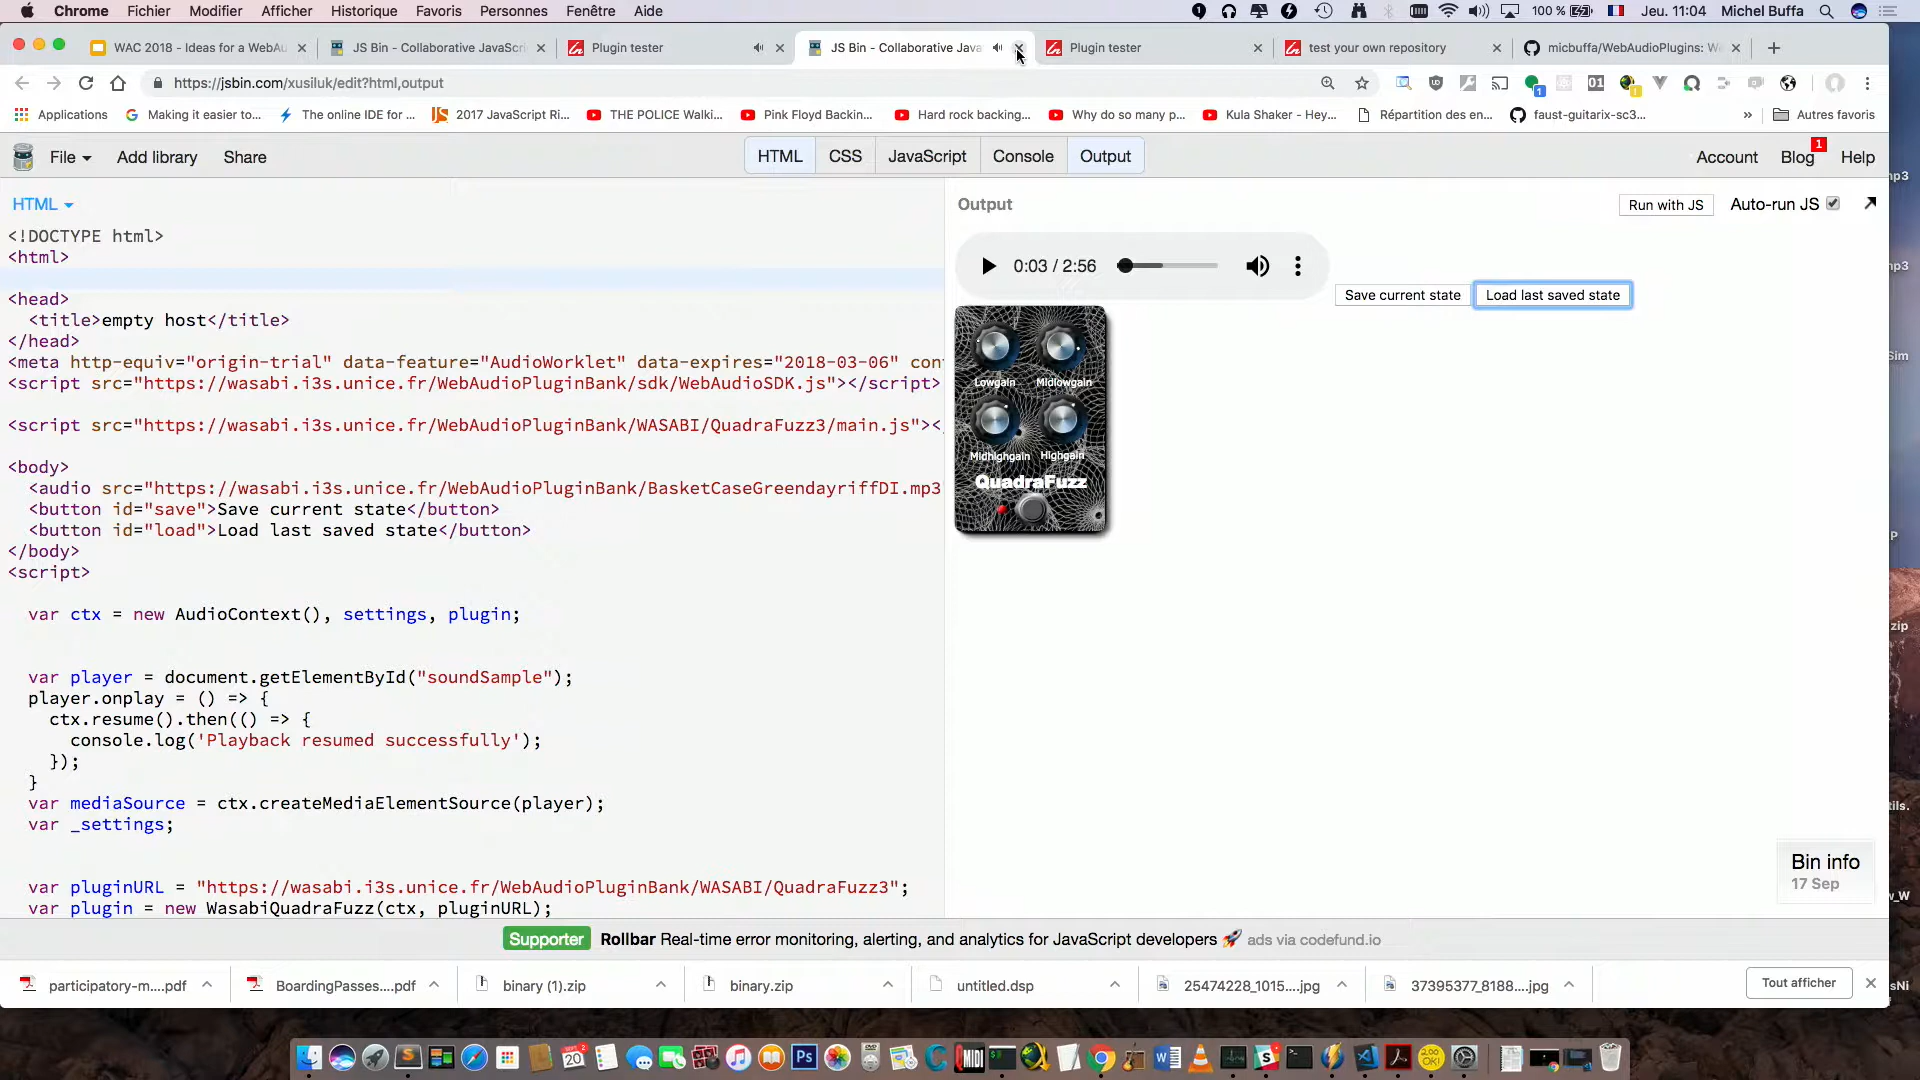 Chrome Fichier Modifier Afficher Historique Favoris Personnes Fenêtre Aide 100 % Jeu. 11:04 Michel Buffa
WAC 2018 - Ideas for a WebAu JS Bin - Collaborative JavaScri Plugin tester JS Bin - Collaborative Java Plugin tester test your own repository micbuffa/WebAudioPlugins: W
https://jsbin.com/xusiluk/edit?html,output
Applications Making it easier to... The online IDE for ... 2017 JavaScript Ri... THE POLICE Walki... Pink Floyd Backin... Hard rock backing... Why do so many p... Kula Shaker - Hey... Répartition des en... faust-guitarix-sc3... » Autres favoris
File Add library Share HTML CSS JavaScript Console Output Account Blog 1 Help
HTML
Output Run with JS Auto-run JS
<!DOCTYPE html>
<html>
<head>
<title>empty host</title>
</head>
<meta http-equiv="origin-trial" data-feature="AudioWorklet" data-expires="2018-03-06" con
<script src="https://wasabi.i3s.unice.fr/WebAudioPluginBank/sdk/WebAudioSDK.js"></script>
<script src="https://wasabi.i3s.unice.fr/WebAudioPluginBank/WASABI/QuadraFuzz3/main.js"></
<body>
<audio src="https://wasabi.i3s.unice.fr/WebAudioPluginBank/BasketCaseGreendayriffDI.mp3
<button id="save">Save current state</button>
<button id="load">Load last saved state</button>
</body>
<script>
var ctx = new AudioContext(), settings, plugin;
var player = document.getElementById("soundSample");
player.onplay = () => {
ctx.resume().then(() => {
console.log('Playback resumed successfully');
});
}
var mediaSource = ctx.createMediaElementSource(player);
var _settings;
var pluginURL = "https://wasabi.i3s.unice.fr/WebAudioPluginBank/WASABI/QuadraFuzz3";
var plugin = new WasabiQuadraFuzz(ctx, pluginURL);
0:03 / 2:56
Save current state Load last saved state
Lowgain Midlowgain
Midhighgain Highgain
QuadraFuzz
Bin info
17 Sep
Supporter Rollbar Real-time error monitoring, alerting, and analytics for JavaScript developers 🚀 ads via codefund.io
participatory-m....pdf BoardingPasses....pdf binary (1).zip binary.zip untitled.dsp 25474228_1015....jpg 37395377_8188....jpg Tout afficher